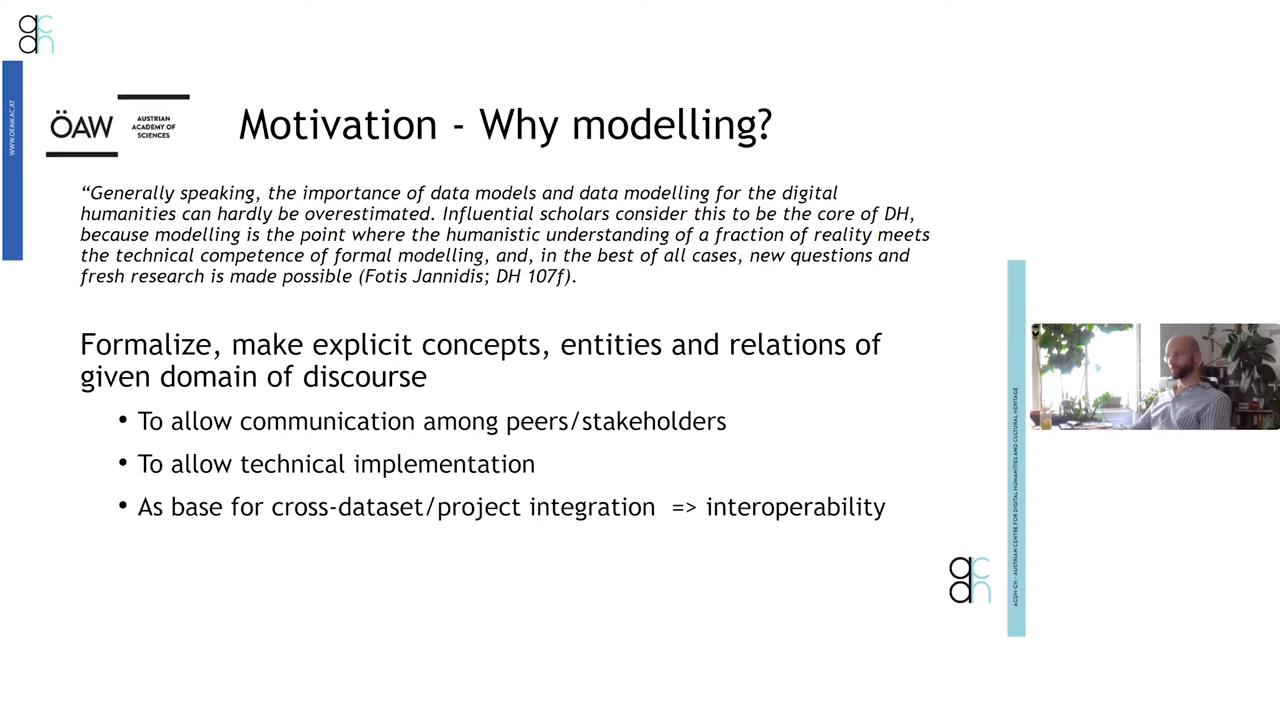 ac
dh
WWW.OEAW.AC.AT
ÖAW
AUSTRIAN
ACADEMY OF
SCIENCES
Motivation - Why modelling?
“Generally speaking, the importance of data models and data modelling for the digital
humanities can hardly be overestimated. Influential scholars consider this to be the core of DH,
because modelling is the point where the humanistic understanding of a fraction of reality meets
the technical competence of formal modelling, and, in the best of all cases, new questions and
fresh research is made possible (Fotis Jannidis; DH 107f).
Formalize, make explicit concepts, entities and relations of
given domain of discourse
• To allow communication among peers/stakeholders
• To allow technical implementation
• As base for cross-dataset/project integration => interoperability
ACDH-CH - AUSTRIAN CENTRE FOR DIGITAL HUMANITIES AND CULTURAL HERITAGE
ac
dh